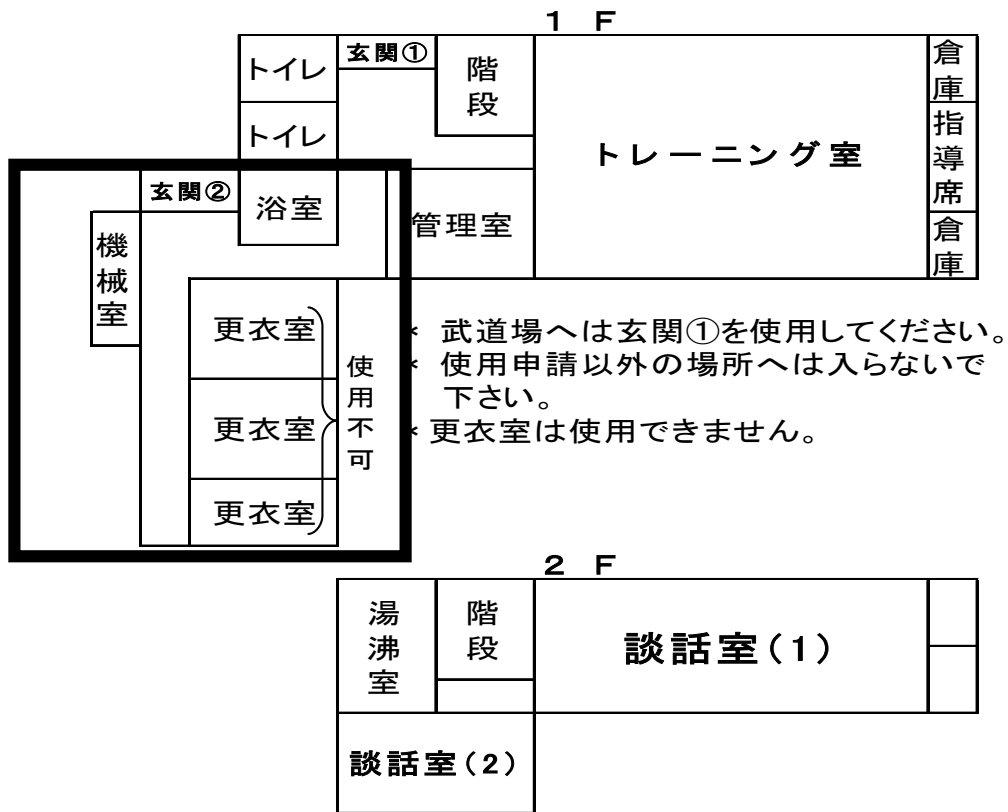 1 F
トイレ
玄関①
階段
トレーニング室
倉庫
指導席
倉庫
トイレ
玄関②
浴室
管理室
機械室
更衣室
更衣室
更衣室
使用不可
* 武道場へは玄関①を使用してください。
* 使用申請以外の場所へは入らないで
下さい。
* 更衣室は使用できません。
2 F
湯沸室
階段
談話室(1)
談話室(2)